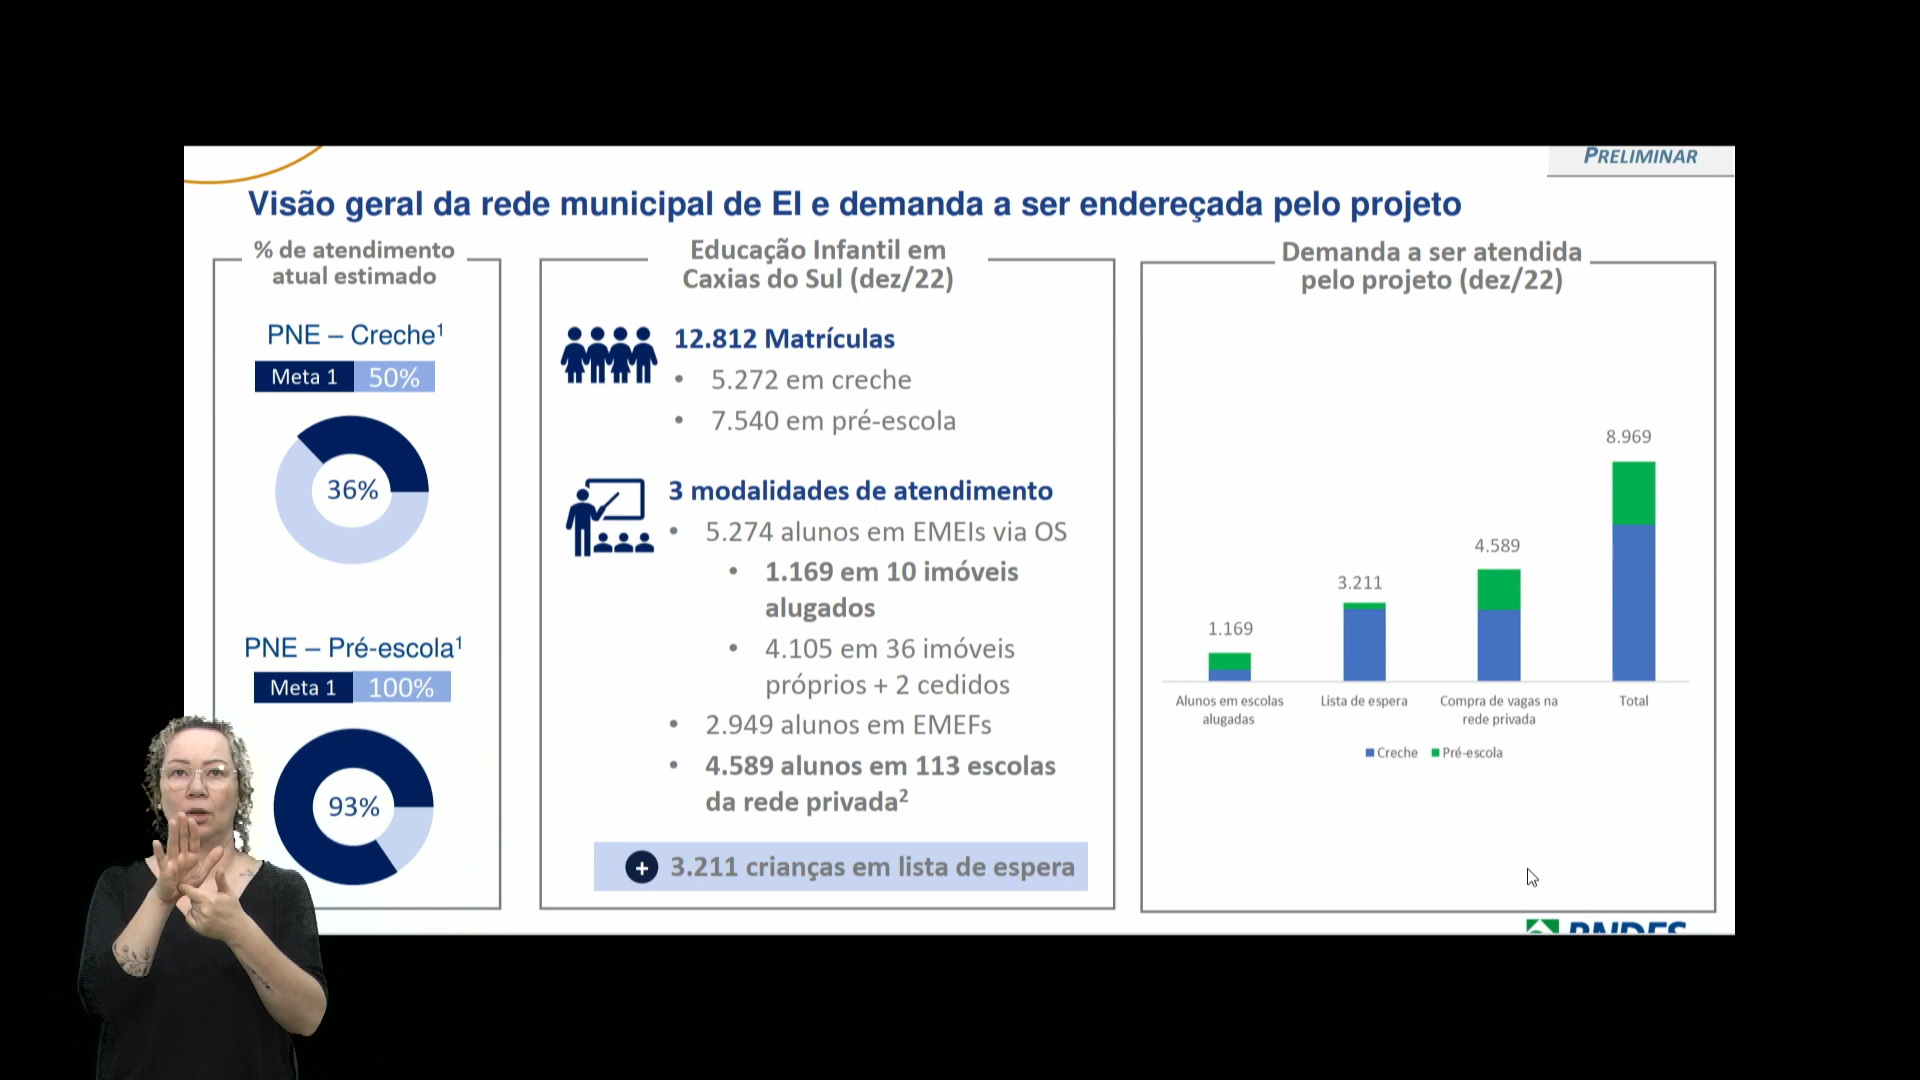 PRELIMINAR
Visão geral da rede municipal de EI e demanda a ser endereçada pelo projeto
% de atendimento
atual estimado
PNE – Creche¹
Meta 1 50%
36%
PNE – Pré-escola¹
Meta 1 100%
93%
Educação Infantil em
Caxias do Sul (dez/22)
12.812 Matrículas
• 5.272 em creche
• 7.540 em pré-escola
3 modalidades de atendimento
• 5.274 alunos em EMEIs via OS
• 1.169 em 10 imóveis
alugados
• 4.105 em 36 imóveis
próprios + 2 cedidos
• 2.949 alunos em EMEFs
• 4.589 alunos em 113 escolas
da rede privada²
+ 3.211 crianças em lista de espera
Demanda a ser atendida
pelo projeto (dez/22)
1.169
3.211
4.589
8.969
Alunos em escolas
alugadas
Lista de espera
Compra de vagas na
rede privada
Total
Creche Pré-escola
BNDES